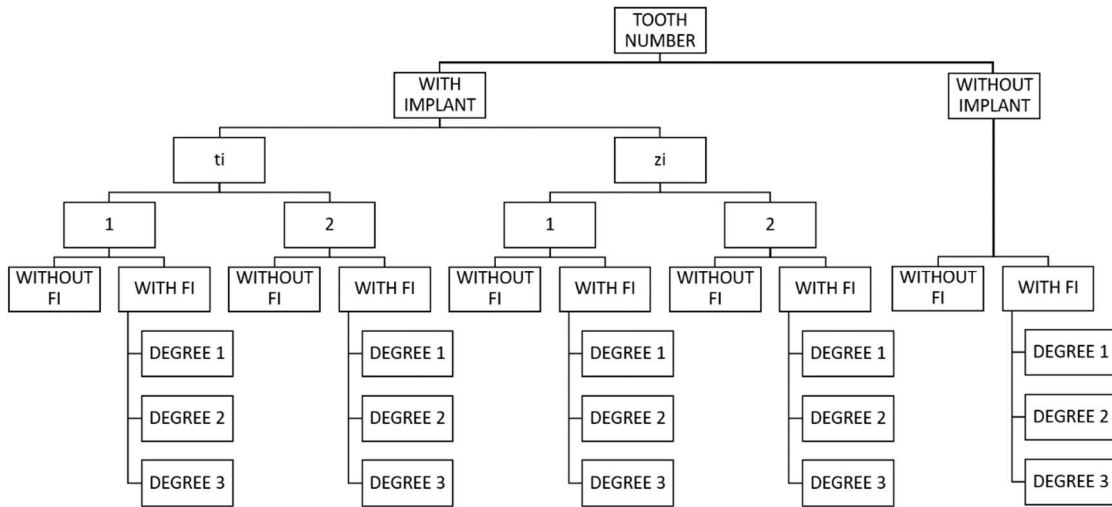 TOOTH
NUMBER
WITH
IMPLANT
WITHOUT
IMPLANT
ti
zi
1
2
1
2
WITHOUT
FI
WITH FI
WITHOUT
FI
WITH FI
WITHOUT
FI
WITH FI
WITHOUT
FI
WITH FI
WITHOUT
FI
WITH FI
DEGREE 1
DEGREE 1
DEGREE 1
DEGREE 1
DEGREE 1
DEGREE 2
DEGREE 2
DEGREE 2
DEGREE 2
DEGREE 2
DEGREE 3
DEGREE 3
DEGREE 3
DEGREE 3
DEGREE 3